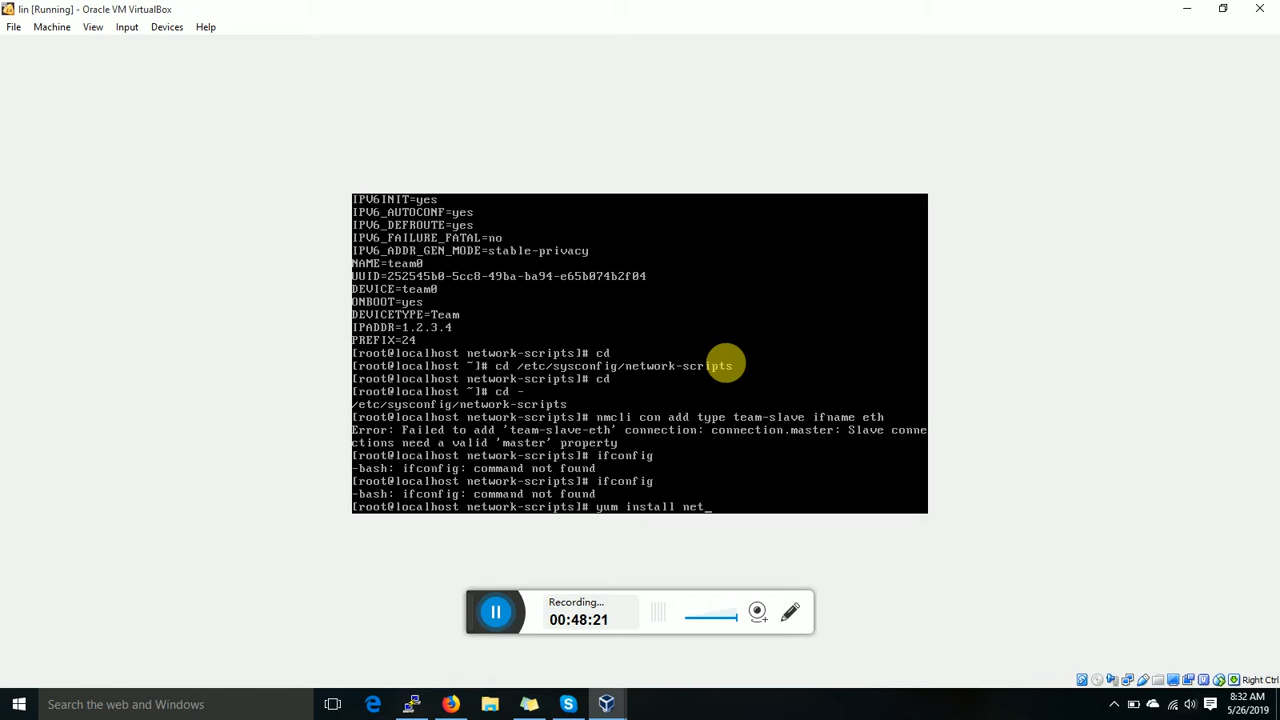 lin [Running] - Oracle VM VirtualBox
File Machine View Input Devices Help
IPV6INIT=yes
IPV6_AUTOCONF=yes
IPV6_DEFROUTE=yes
IPV6_FAILURE_FATAL=no
IPV6_ADDR_GEN_MODE=stable-privacy
NAME=team0
UUID=252545b0-5cc8-49ba-ba94-e65b074b2f04
DEVICE=team0
ONBOOT=yes
DEVICETYPE=Team
IPADDR=1.2.3.4
PREFIX=24
[root@localhost network-scripts]# cd
[root@localhost ~]# cd /etc/sysconfig/network-scripts
[root@localhost network-scripts]# cd
[root@localhost ~]# cd -
/etc/sysconfig/network-scripts
[root@localhost network-scripts]# nmcli con add type team-slave ifname eth
Error: Failed to add 'team-slave-eth' connection: connection.master: Slave conne
ctions need a valid 'master' property
[root@localhost network-scripts]# ifconfig
-bash: ifconfig: command not found
[root@localhost network-scripts]# ifconfig
-bash: ifconfig: command not found
[root@localhost network-scripts]# yum install net_
Recording...
00:48:21
Right Ctrl
Search the web and Windows
8:32 AM
5/26/2019